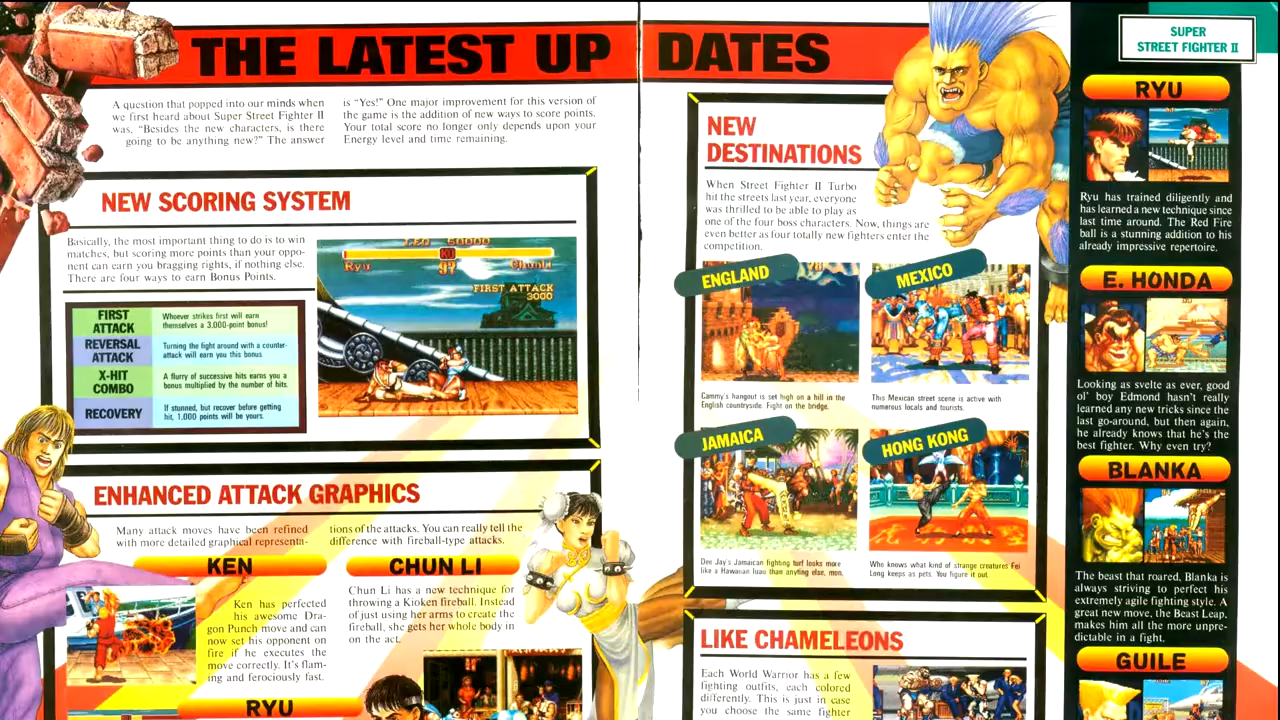 THE LATEST UP DATES
A question that popped into our minds when
we first heard about Super Street Fighter II
was, "Besides the new characters, is there
going to be anything new?" The answer
is "Yes!" One major improvement for this version of
the game is the addition of new ways to score points.
Your total score no longer only depends upon your
Energy level and time remaining.
NEW SCORING SYSTEM
Basically, the most important thing to do is to win
matches, but scoring more points than your oppo-
nent can earn you bragging rights, if nothing else.
There are four ways to earn Bonus Points.
FIRST
ATTACK
Whoever strikes first will earn
themselves a 3,000-point bonus!
REVERSAL
ATTACK
Turning the fight around with a counter-
attack will earn you this bonus
X-HIT
COMBO
A flurry of successive hits earns you a
bonus multiplied by the number of hits.
RECOVERY
If stunned, but recover before getting
hit, 1,000 points will be yours.
50000
KO
Ryu
FIRST ATTACK
3000
ENHANCED ATTACK GRAPHICS
Many attack moves have been refined
with more detailed graphical representa-
tions of the attacks. You can really tell the
difference with fireball-type attacks.
KEN
Ken has perfected
his awesome Dra-
gon Punch move and can
now set his opponent on
fire if he executes the
move correctly. It's flam-
ing and ferociously fast.
CHUN LI
Chun Li has a new technique for
throwing a Kioken fireball. Instead
of just using her arms to create the
fireball, she gets her whole body in
on the act.
RYU
NEW
DESTINATIONS
When Street Fighter II Turbo
hit the streets last year, everyone
was thrilled to be able to play as
one of the four boss characters. Now, things are
even better as four totally new fighters enter the
competition.
ENGLAND
Cammy's hangout is set high on a hill in the
English countryside. Fight on the bridge.
MEXICO
This Mexican street scene is active with
numerous locals and tourists.
JAMAICA
Dee Jay's Jamaican fighting turf looks more
like a Hawaiian luau than anyting else, mon.
HONG KONG
Who knows what kind of strange creatures Fei
Long keeps as pets. You figure it out.
LIKE CHAMELEONS
Each World Warrior has a few
fighting outfits, each colored
differently. This is just in case
you choose the same fighter
SUPER
STREET FIGHTER II
RYU
Ryu has trained diligently and
has learned a new technique since
last time around. The Red Fire
ball is a stunning addition to his
already impressive repertoire.
E. HONDA
Looking as svelte as ever, good
ol' boy Edmond hasn't really
learned any new tricks since the
last go-around, but then again,
he already knows that he's the
best fighter. Why even try?
BLANKA
The beast that roared, Blanka is
always striving to perfect his
extremely agile fighting style. A
great new move, the Beast Leap,
makes him all the more unpre-
dictable in a fight.
GUILE